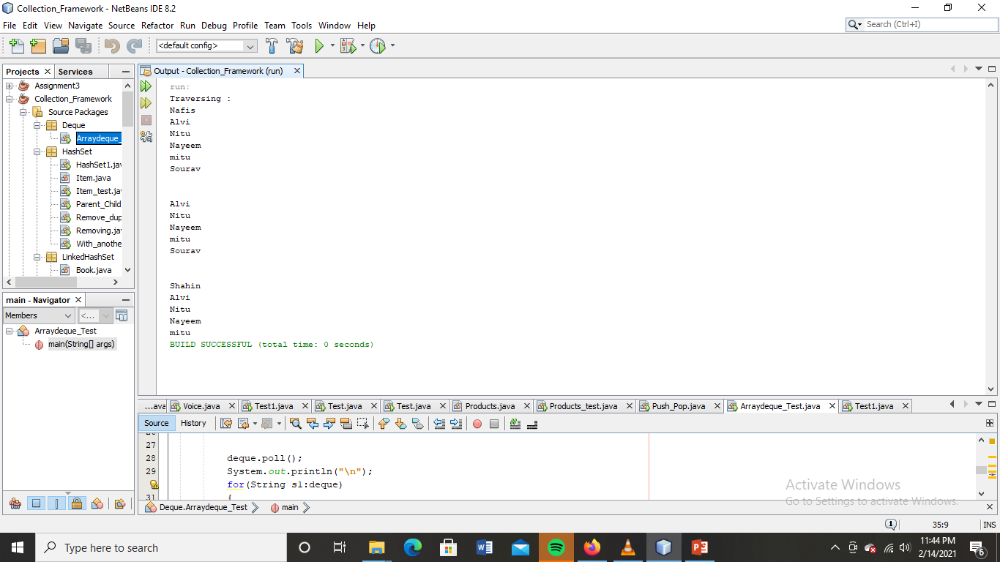 Collection_Framework - NetBeans IDE 8.2
File Edit View Navigate Source Refactor Run Debug Profile Team Tools Window Help
Search (Ctrl+I)
<default config>
Projects Services
Assignment3
Collection_Framework
Source Packages
Deque
Arraydeque_
HashSet
HashSet1.jav
Item.java
Item_test.ja
Parent_Child
Remove_dup
Removing.ja
With_anothe
LinkedHashSet
Book.java
main - Navigator
Members <...
Arraydeque_Test
main(String[] args)
Output - Collection_Framework (run)
run:
Traversing :
Nafis
Alvi
Nitu
Nayeem
mitu
Sourav
Alvi
Nitu
Nayeem
mitu
Sourav
Shahin
Alvi
Nitu
Nayeem
mitu
BUILD SUCCESSFUL (total time: 0 seconds)
...ava Voice.java Test1.java Test.java Test.java Products.java Products_test.java Push_Pop.java Arraydeque_Test.java Test1.java
Source History
27
28 deque.poll();
29 System.out.println("\n");
for(String s1:deque)
31 {
Deque.Arraydeque_Test main
Activate Windows
Go to Settings to activate Windows.
1 35:9 INS
Type here to search
11:44 PM
2/14/2021
6